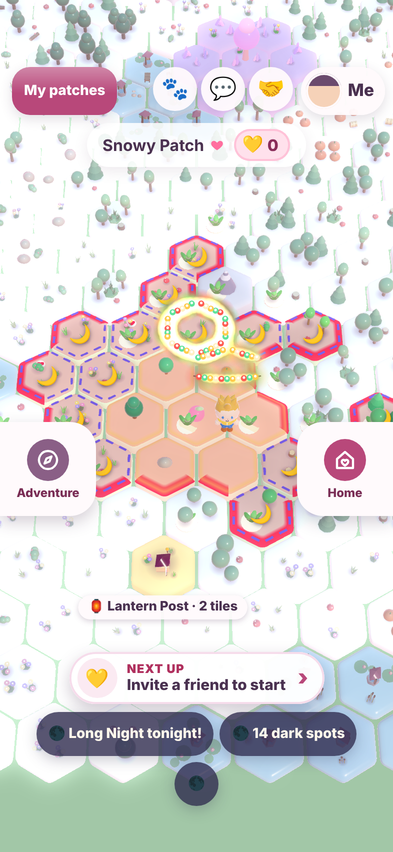 My patches
Me
Snowy Patch
0
Adventure
Home
Lantern Post · 2 tiles
NEXT UP
Invite a friend to start
Long Night tonight!
14 dark spots